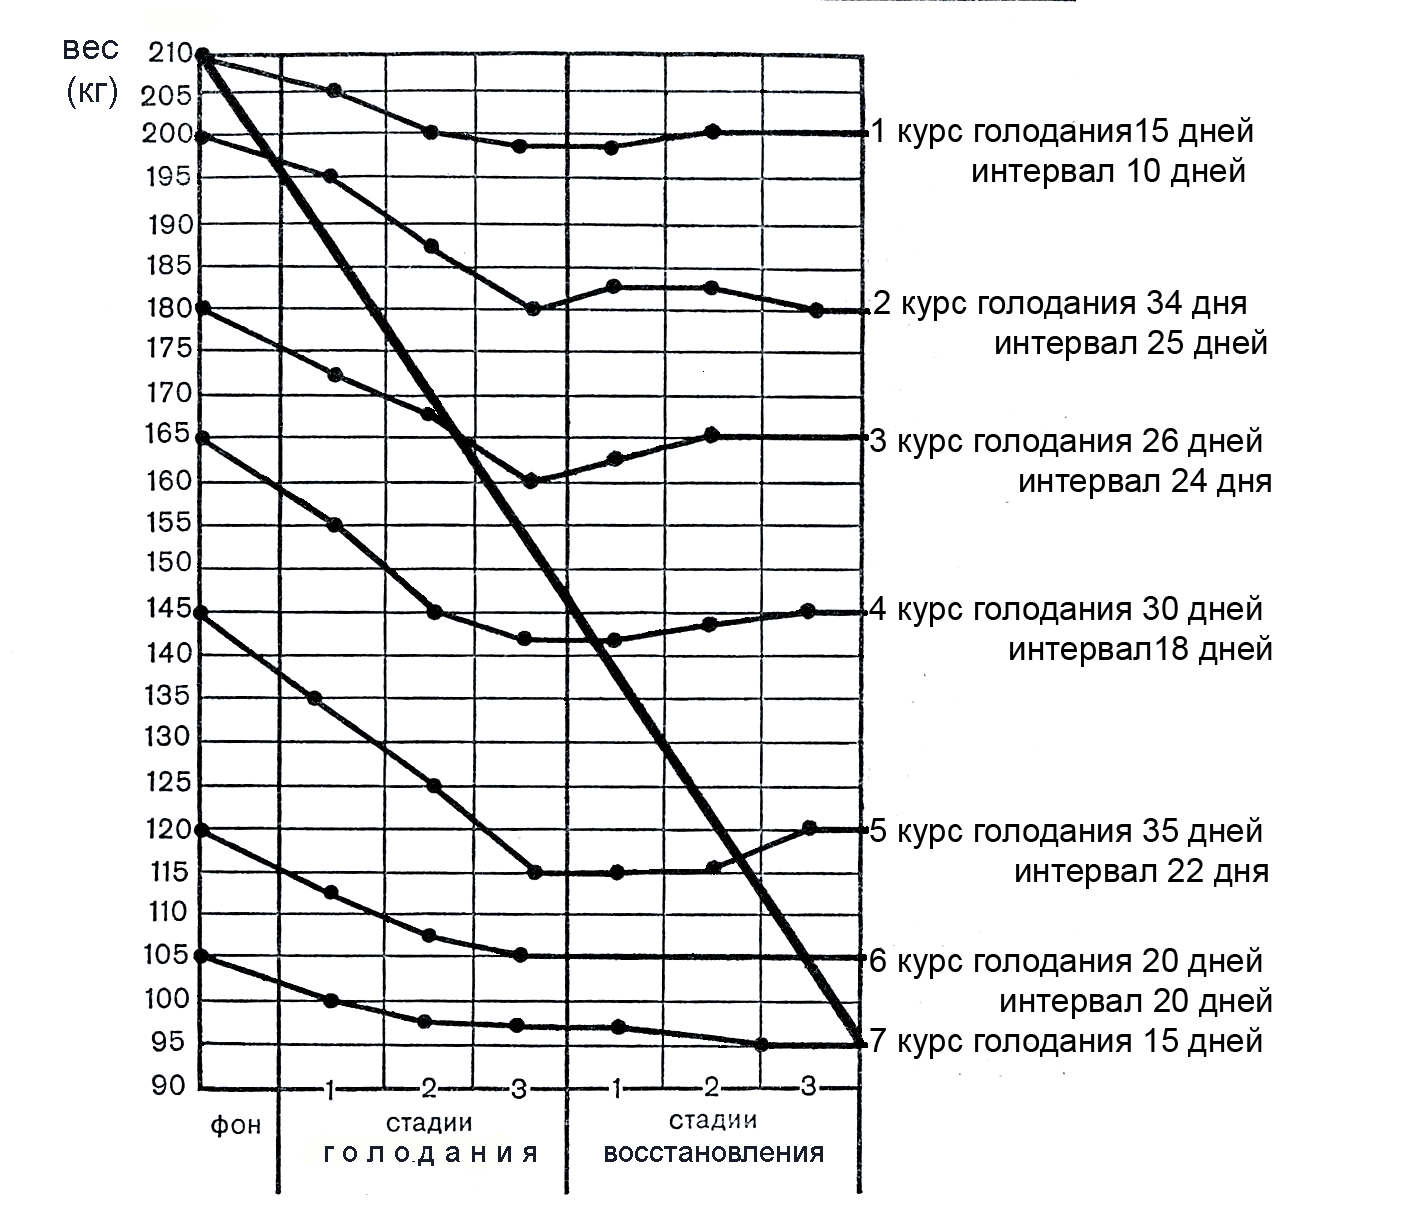 вес
(кг)
210
205
200
195
190
185
180
175
170
165
160
155
150
145
140
135
130
125
120
115
110
105
100
95
90
1 курс голодания15 дней
интервал 10 дней
2 курс голодания 34 дня
интервал 25 дней
3 курс голодания 26 дней
интервал 24 дня
4 курс голодания 30 дней
интервал18 дней
5 курс голодания 35 дней
интервал 22 дня
6 курс голодания 20 дней
интервал 20 дней
7 курс голодания 15 дней
1 2 3 1 2 3
фон
стадии
голодания
стадии
восстановления